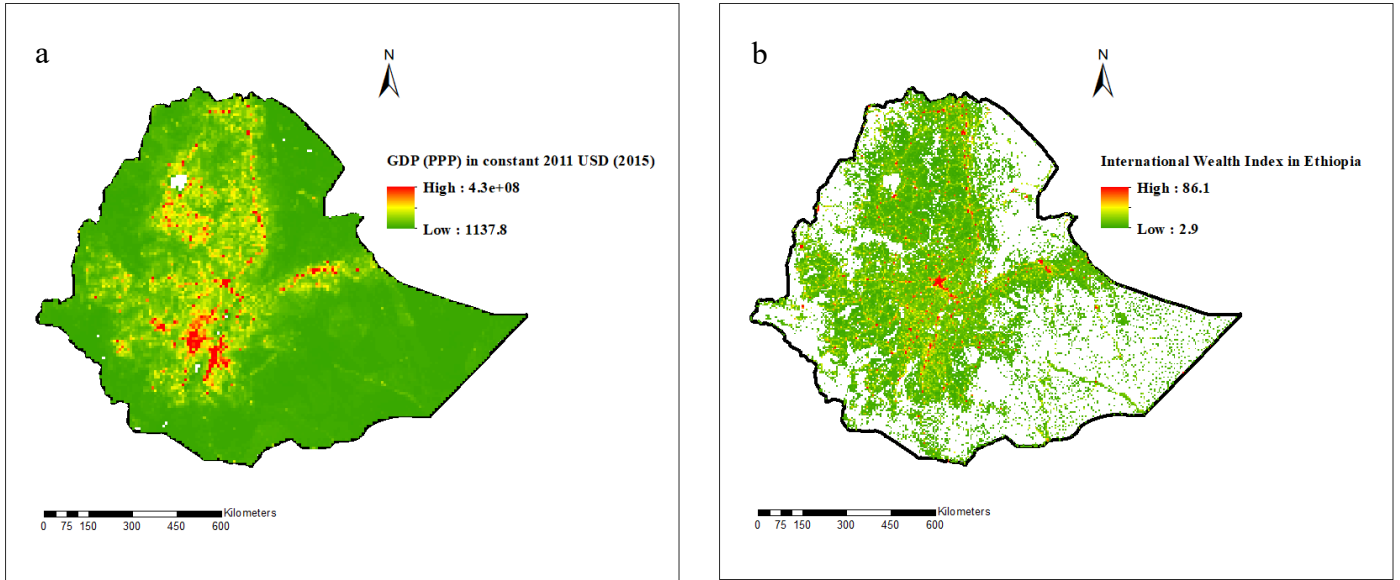 a
N
GDP (PPP) in constant 2011 USD (2015)
High : 4.3e+08
Low : 1137.8
Kilometers
0 75 150 300 450 600
b
N
International Wealth Index in Ethiopia
High : 86.1
Low : 2.9
Kilometers
0 75 150 300 450 600